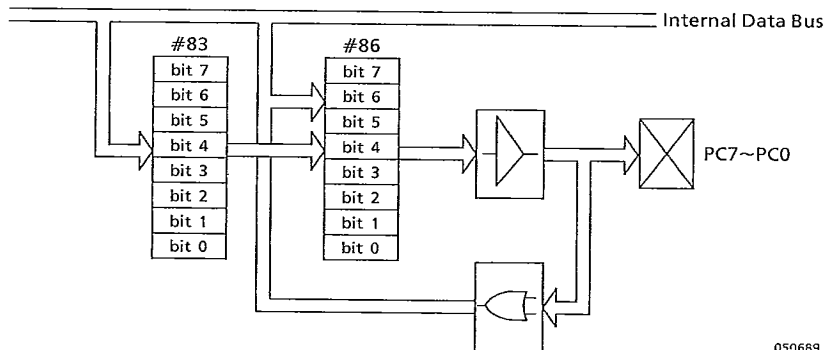 Internal Data Bus
#83
bit 7
bit 6
bit 5
bit 4
bit 3
bit 2
bit 1
bit 0
#86
bit 7
bit 6
bit 5
bit 4
bit 3
bit 2
bit 1
bit 0
PC7~PC0
050689